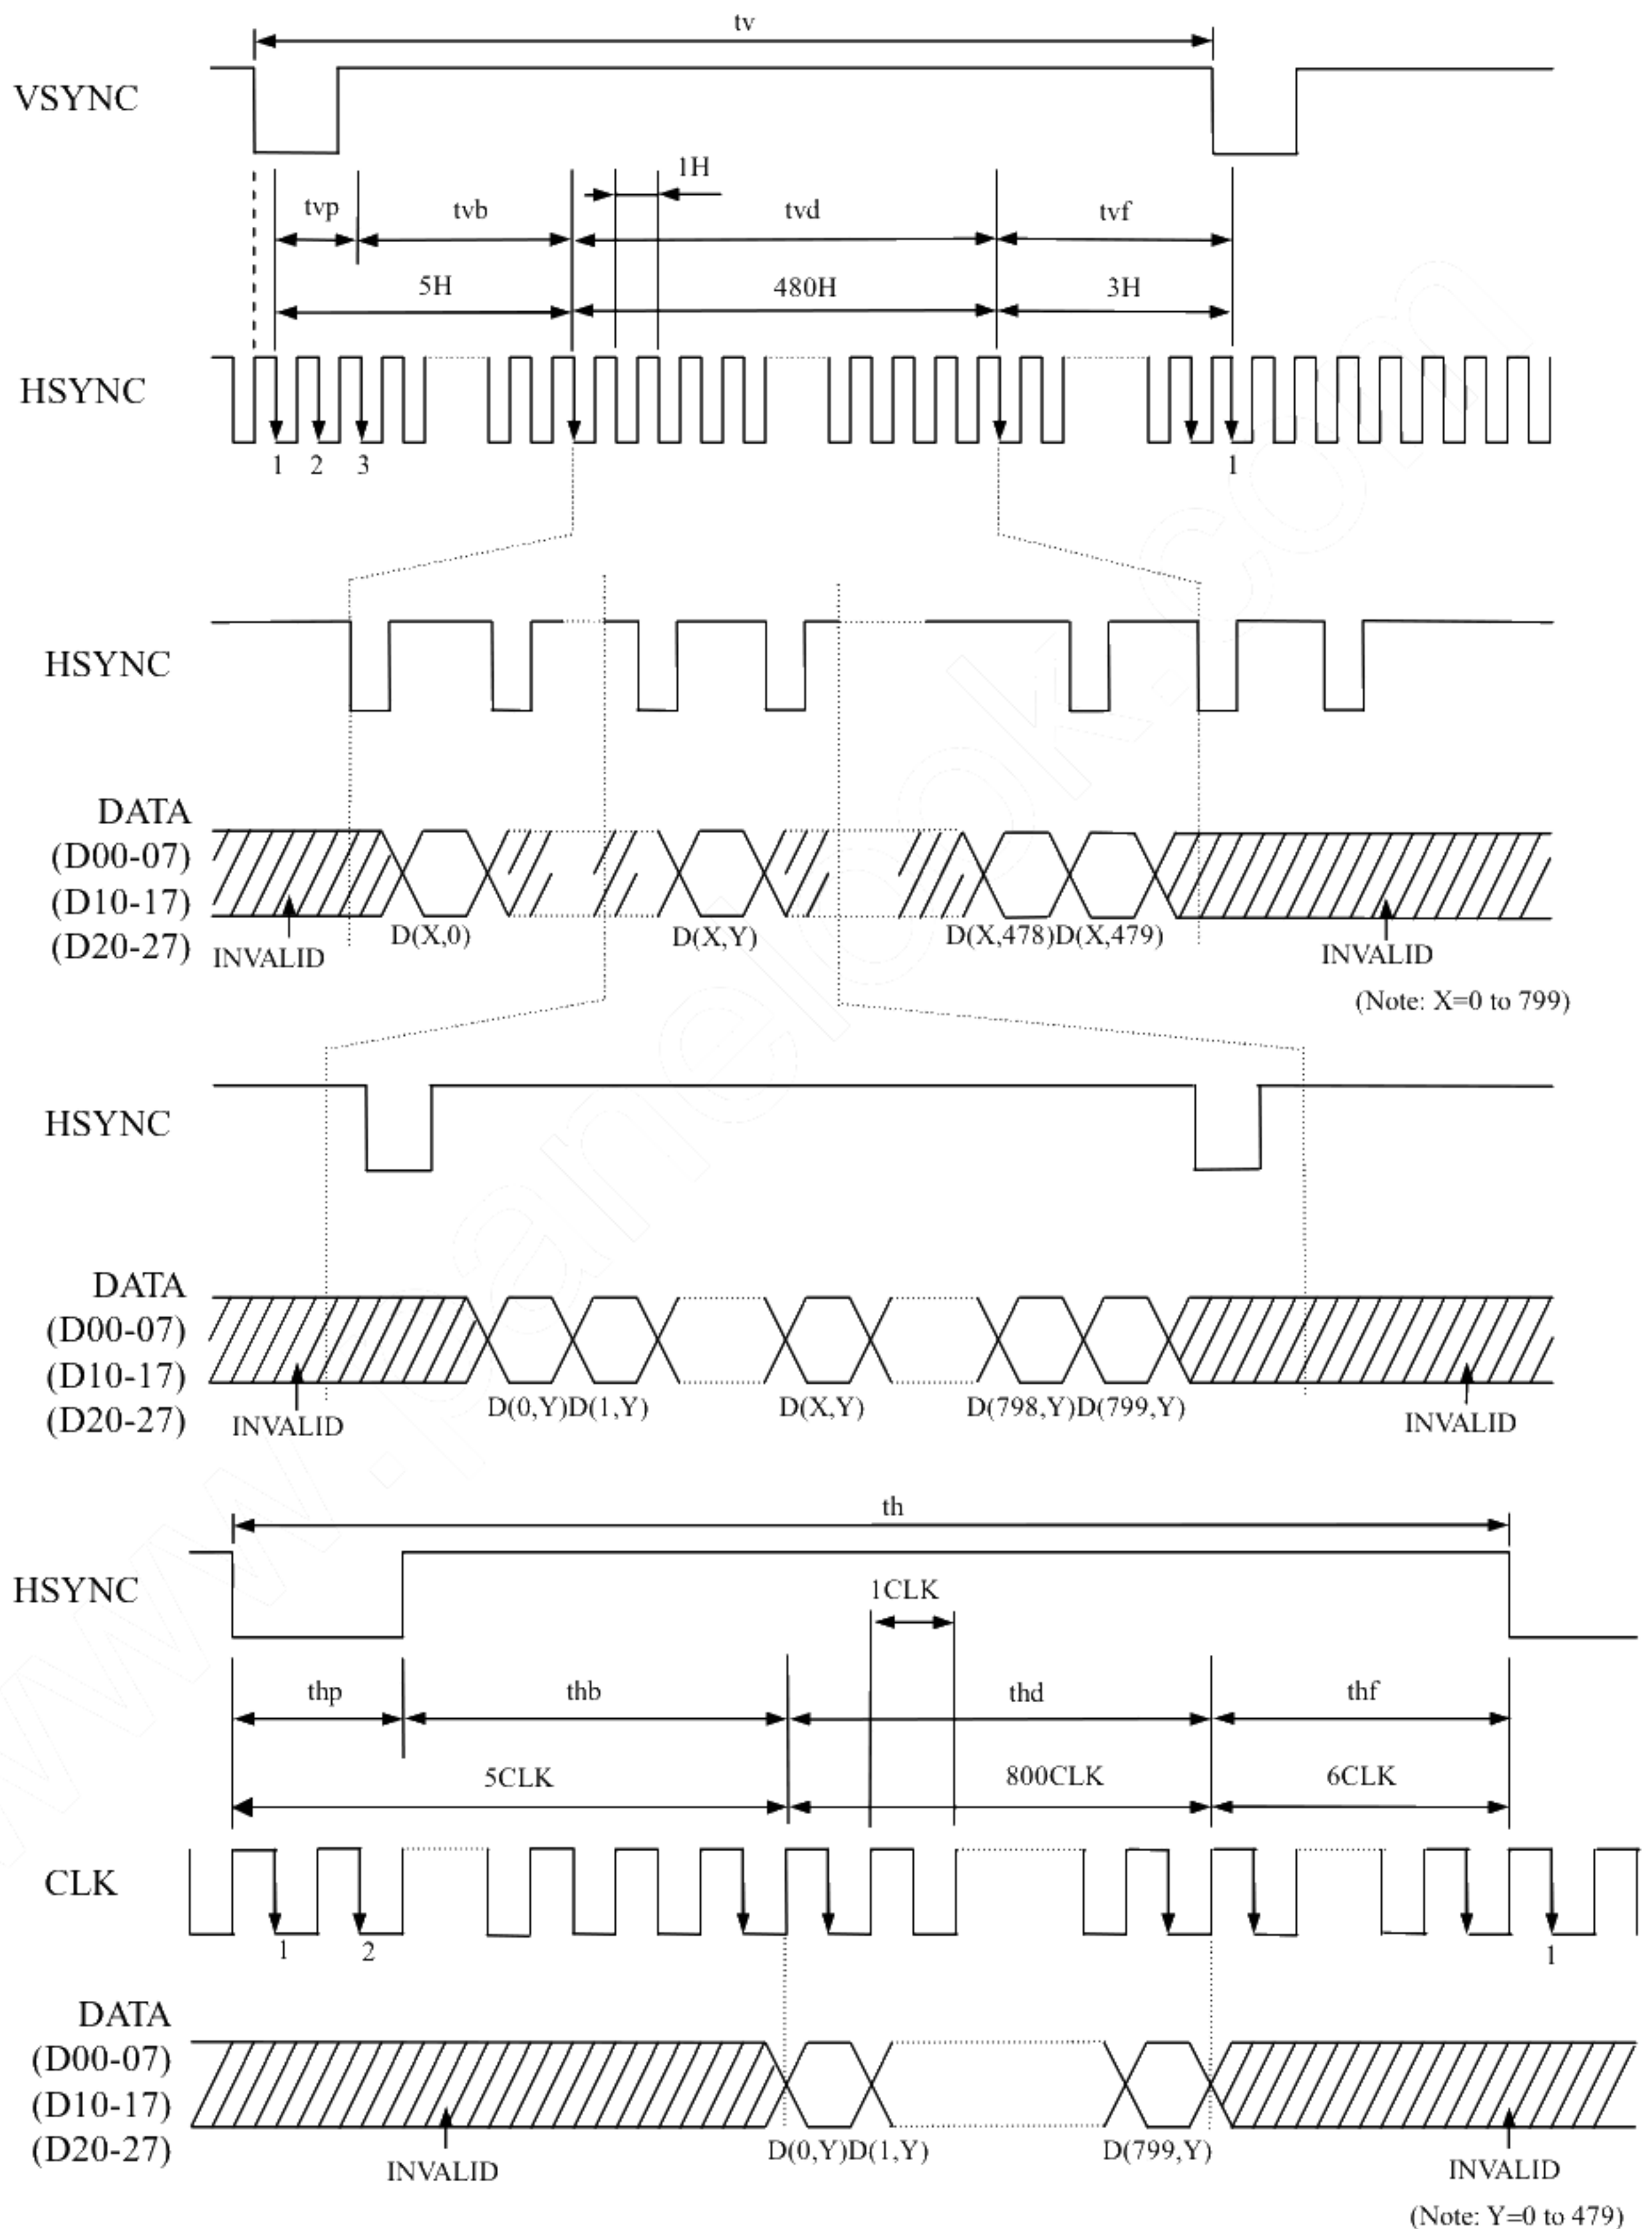 tv
VSYNC
1H
tvp tvb tvd tvf
5H 480H 3H
HSYNC
1 2 3 1
HSYNC
DATA
(D00-07)
(D10-17)
(D20-27)
INVALID
D(X,0) D(X,Y) D(X,478)D(X,479)
INVALID
(Note: X=0 to 799)
HSYNC
DATA
(D00-07)
(D10-17)
(D20-27)
INVALID
D(0,Y)D(1,Y) D(X,Y) D(798,Y)D(799,Y)
INVALID
th
HSYNC
1CLK
thp thb thd thf
5CLK 800CLK 6CLK
CLK
1 2 1
DATA
(D00-07)
(D10-17)
(D20-27)
INVALID
D(0,Y)D(1,Y) D(799,Y)
INVALID
(Note: Y=0 to 479)
www.panelook.com